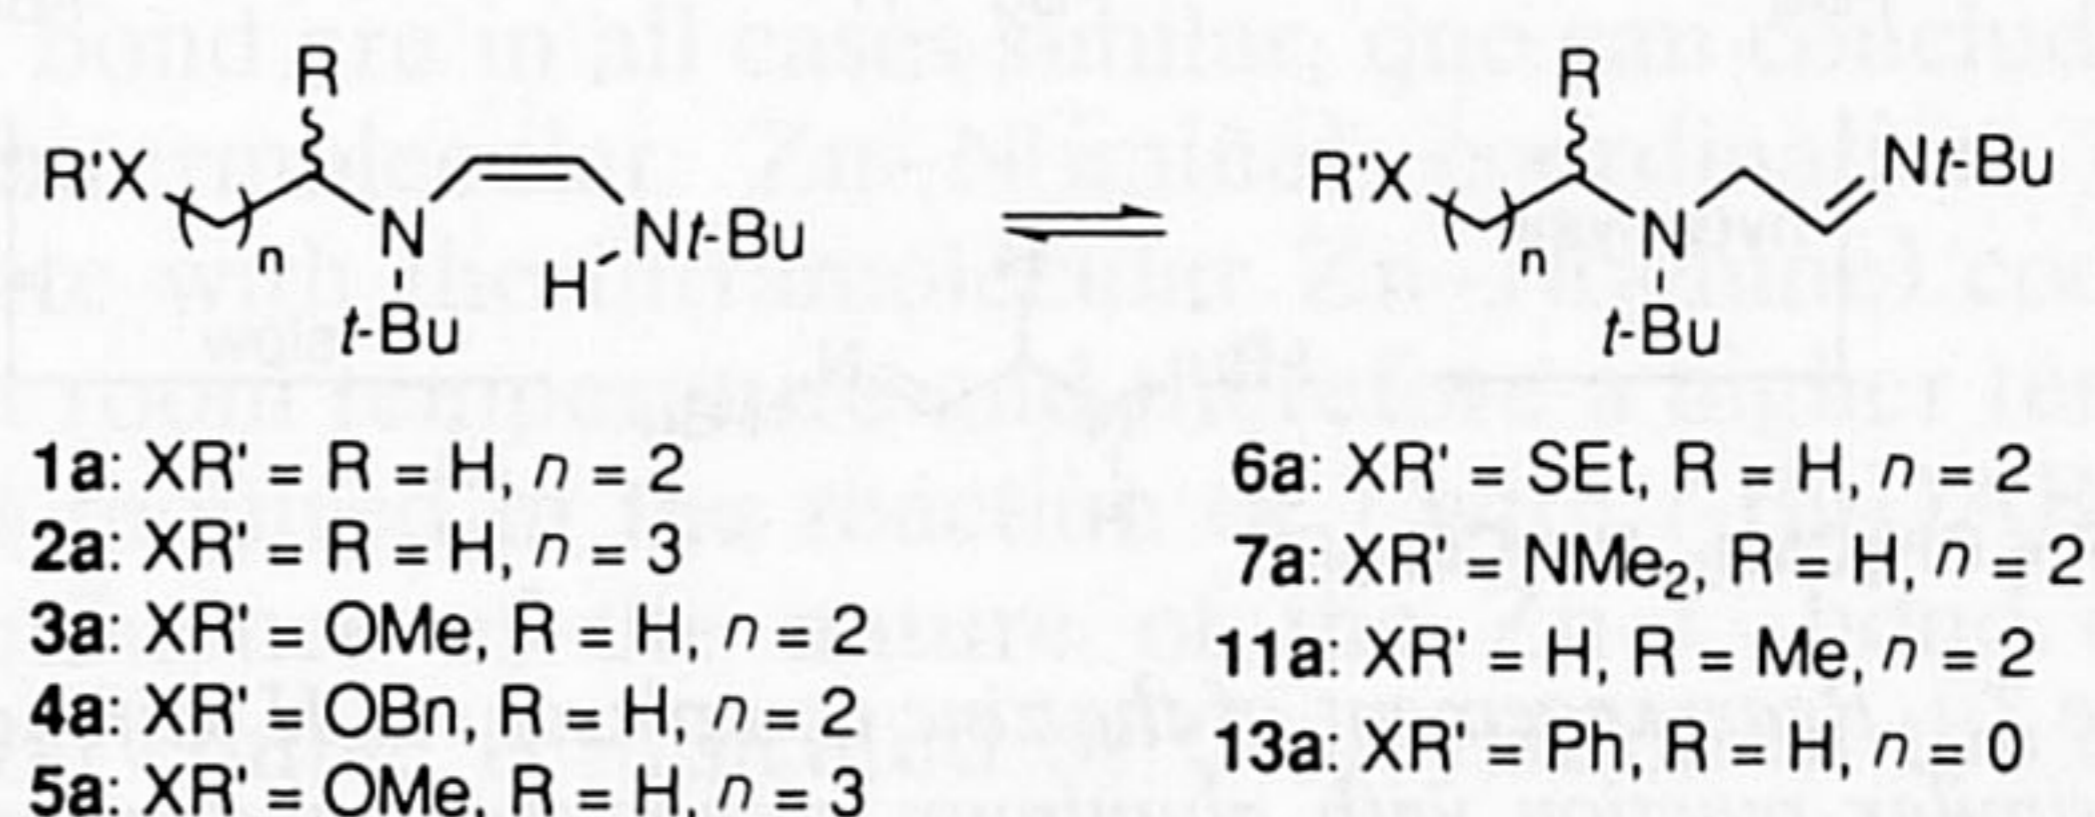 R R
R'X Nt-Bu R'X Nt-Bu
n N H n N
t-Bu t-Bu
1a: XR' = R = H, n = 2 6a: XR' = SEt, R = H, n = 2
2a: XR' = R = H, n = 3 7a: XR' = NMe₂, R = H, n = 2
3a: XR' = OMe, R = H, n = 2 11a: XR' = H, R = Me, n = 2
4a: XR' = OBn, R = H, n = 2 13a: XR' = Ph, R = H, n = 0
5a: XR' = OMe, R = H, n = 3